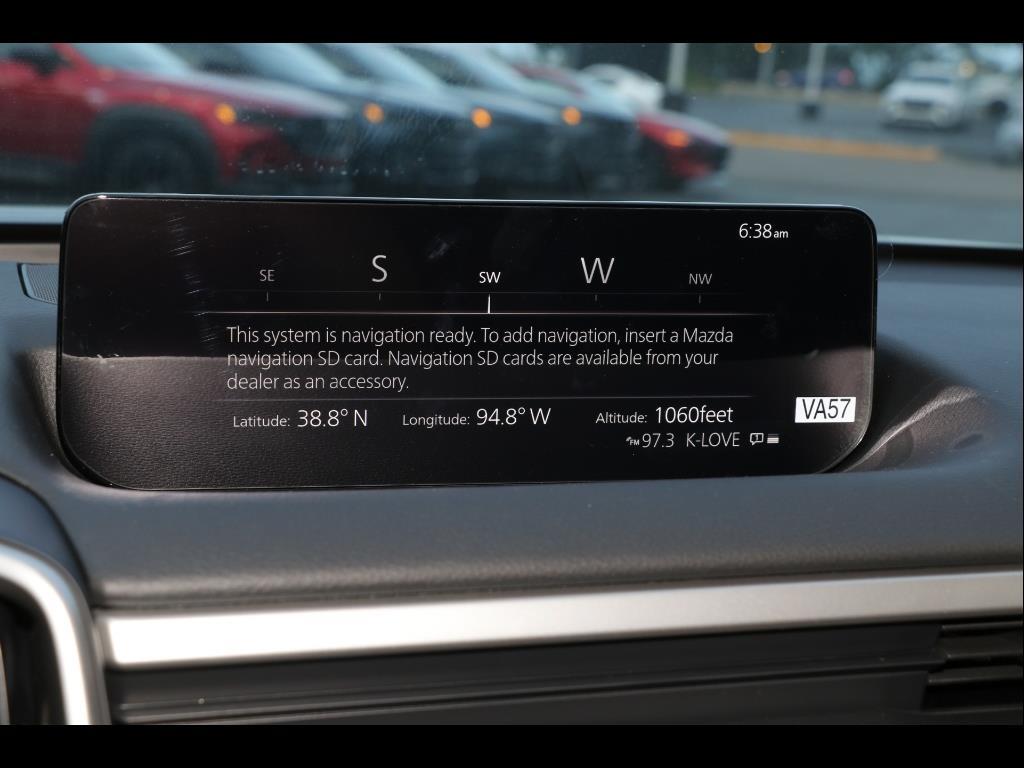 6:38am
SE S SW W NW
This system is navigation ready. To add navigation, insert a Mazda
navigation SD card. Navigation SD cards are available from your
dealer as an accessory.
Latitude: 38.8° N Longitude: 94.8° W Altitude: 1060feet
VA57
FM 97.3 K-LOVE